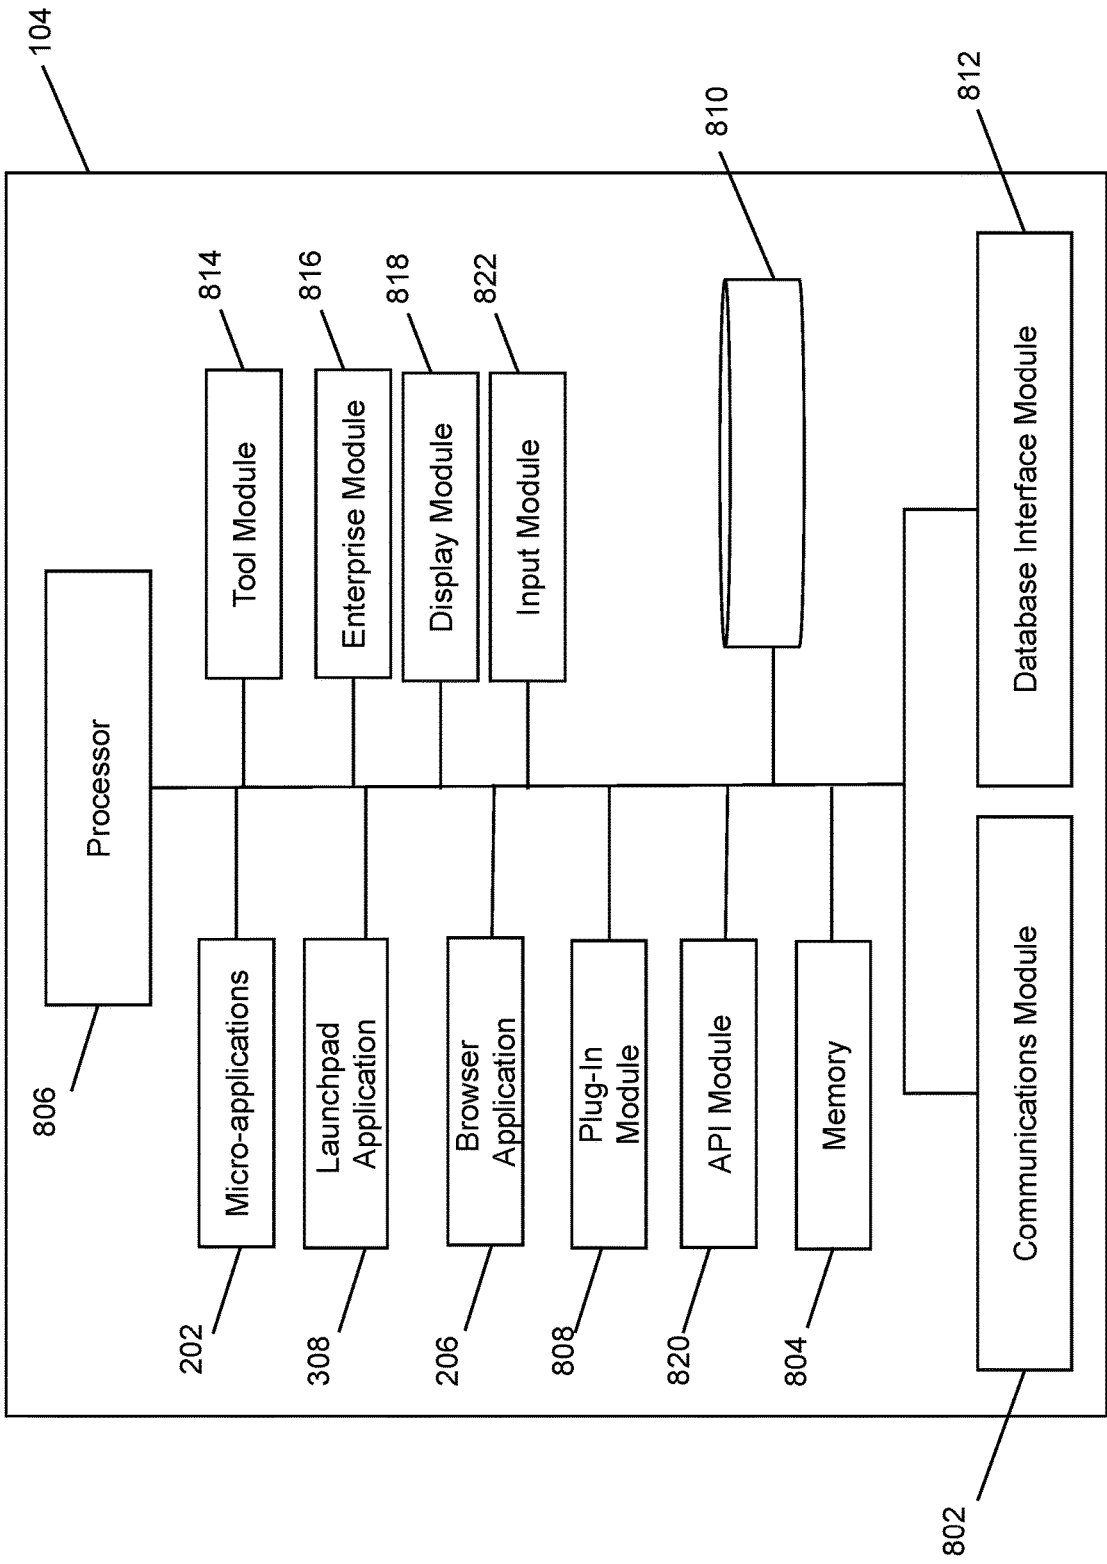 104
806
Processor
202
Micro-applications
Tool Module
814
308
Launchpad
Application
Enterprise Module
816
Display Module
818
206
Browser
Application
Input Module
822
808
Plug-In
Module
820
API Module
810
804
Memory
802
Communications Module
Database Interface Module
812